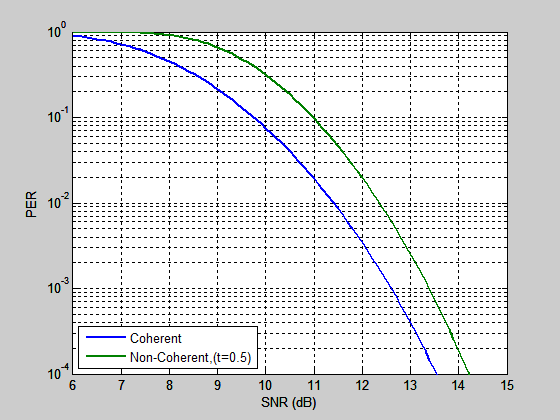 10^0
10^-1
10^-2
10^-3
10^-4
PER
6 7 8 9 10 11 12 13 14 15
SNR (dB)
Coherent
Non-Coherent,(t=0.5)